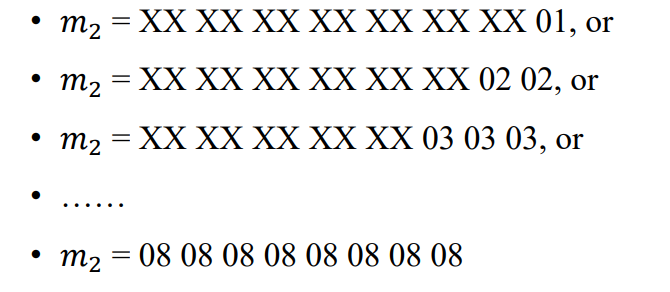 • m₂ = XX XX XX XX XX XX XX 01, or
• m₂ = XX XX XX XX XX XX 02 02, or
• m₂ = XX XX XX XX XX 03 03 03, or
• ......
• m₂ = 08 08 08 08 08 08 08 08